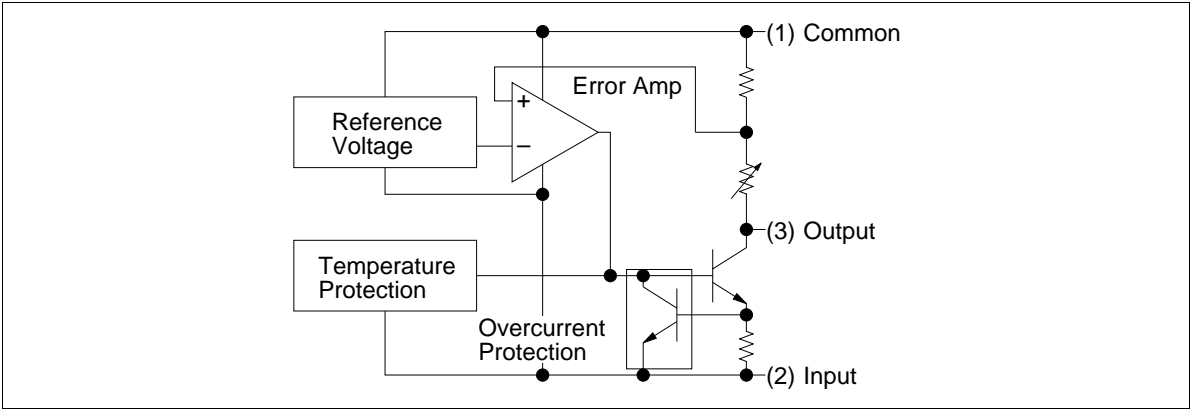 (1) Common
Error Amp
+
Reference
Voltage
−
(3) Output
Temperature
Protection
Overcurrent
Protection
(2) Input